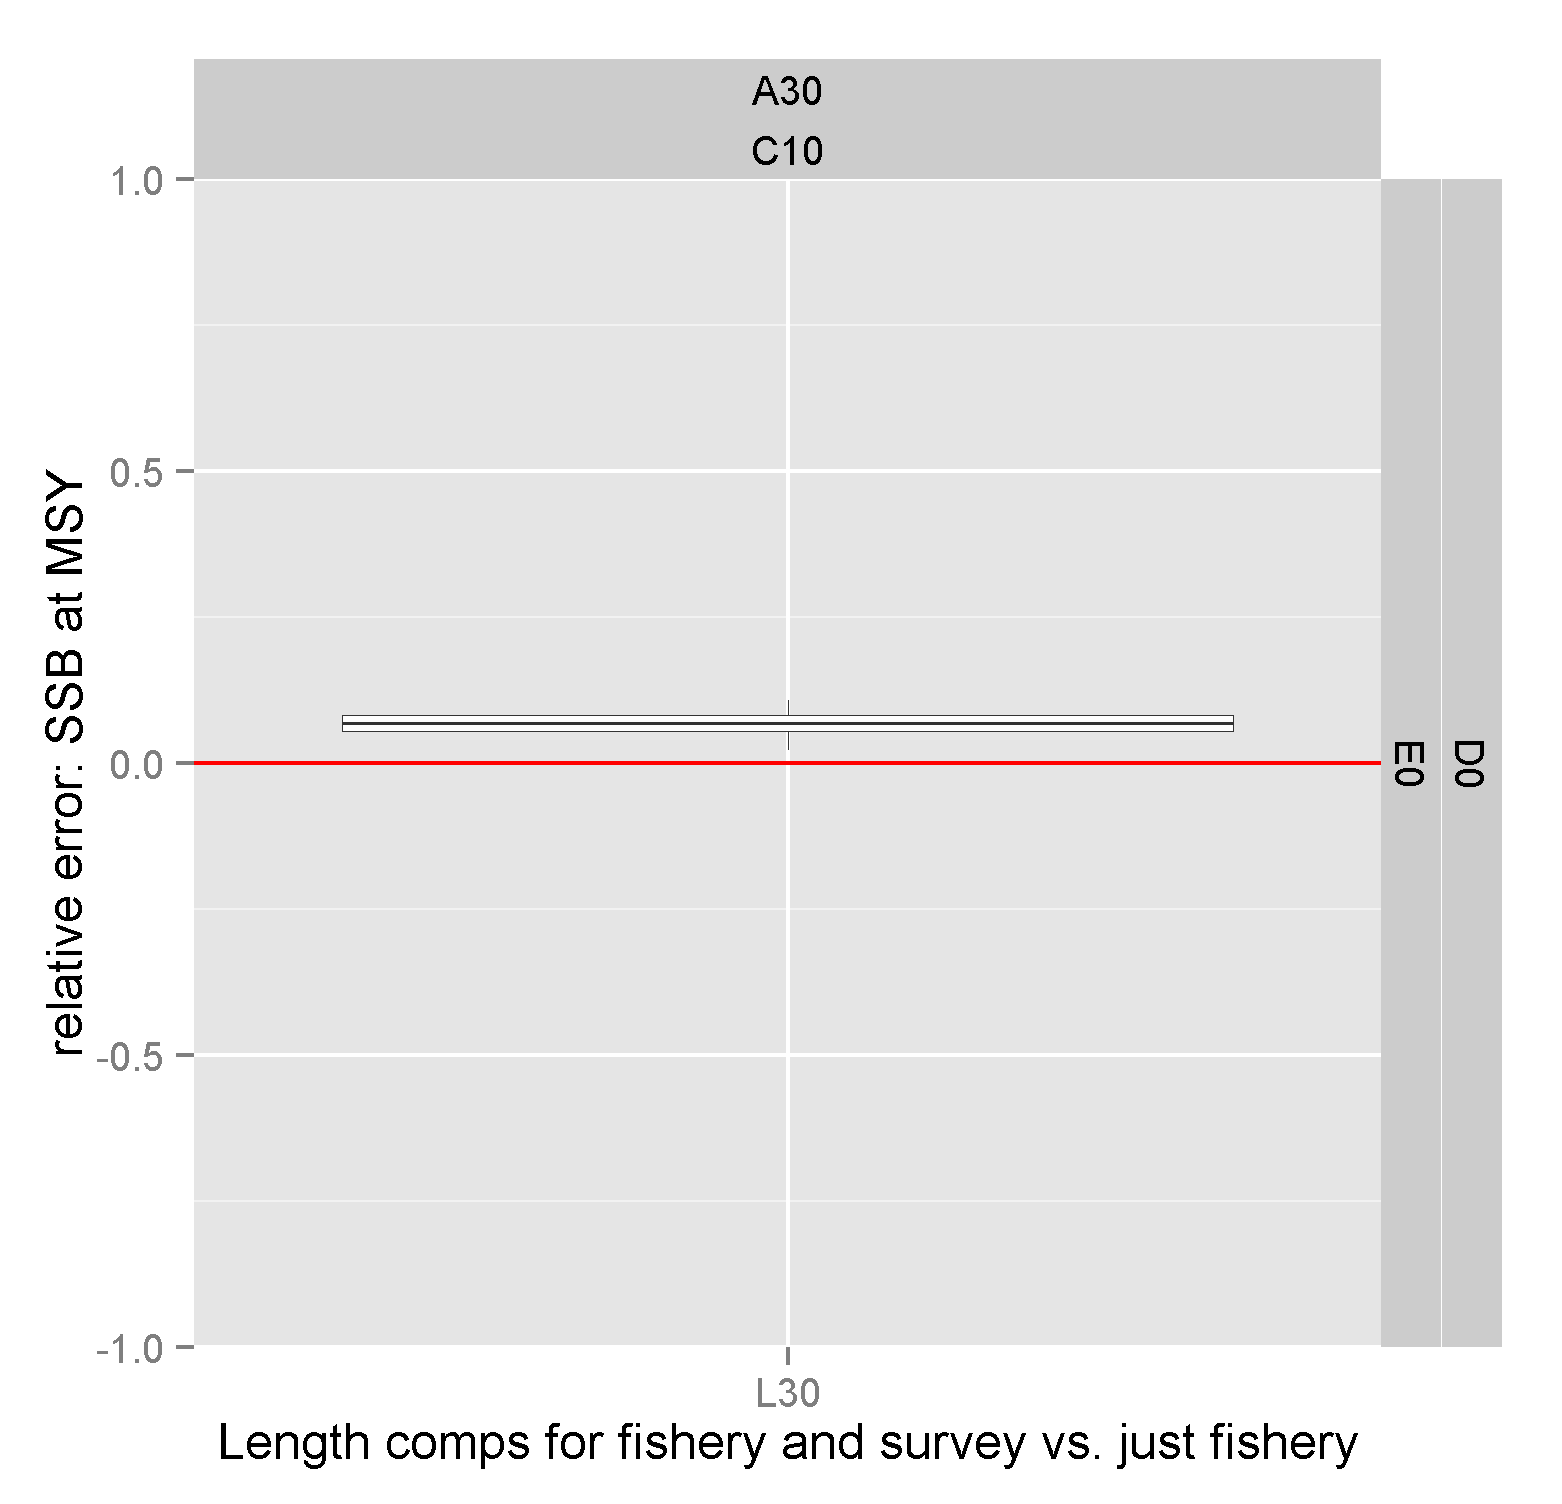 A30
C10
1.0
0.5
0.0
-0.5
-1.0
relative error: SSB at MSY
E0
D0
L30
Length comps for fishery and survey vs. just fishery